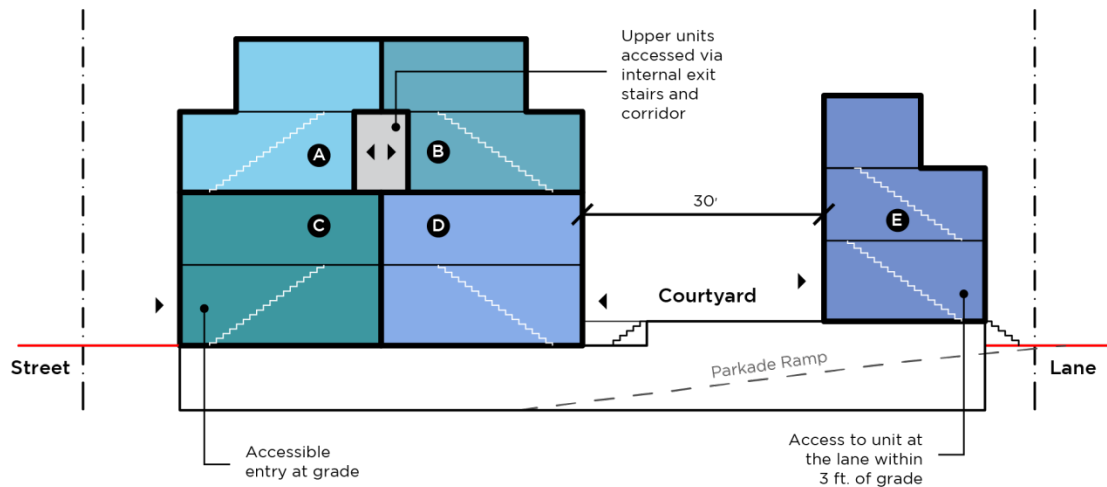 Upper units
accessed via
internal exit
stairs and
corridor
A
B
C
D
30'
E
Courtyard
Street
Parkade Ramp
Lane
Accessible
entry at grade
Access to unit at
the lane within
3 ft. of grade